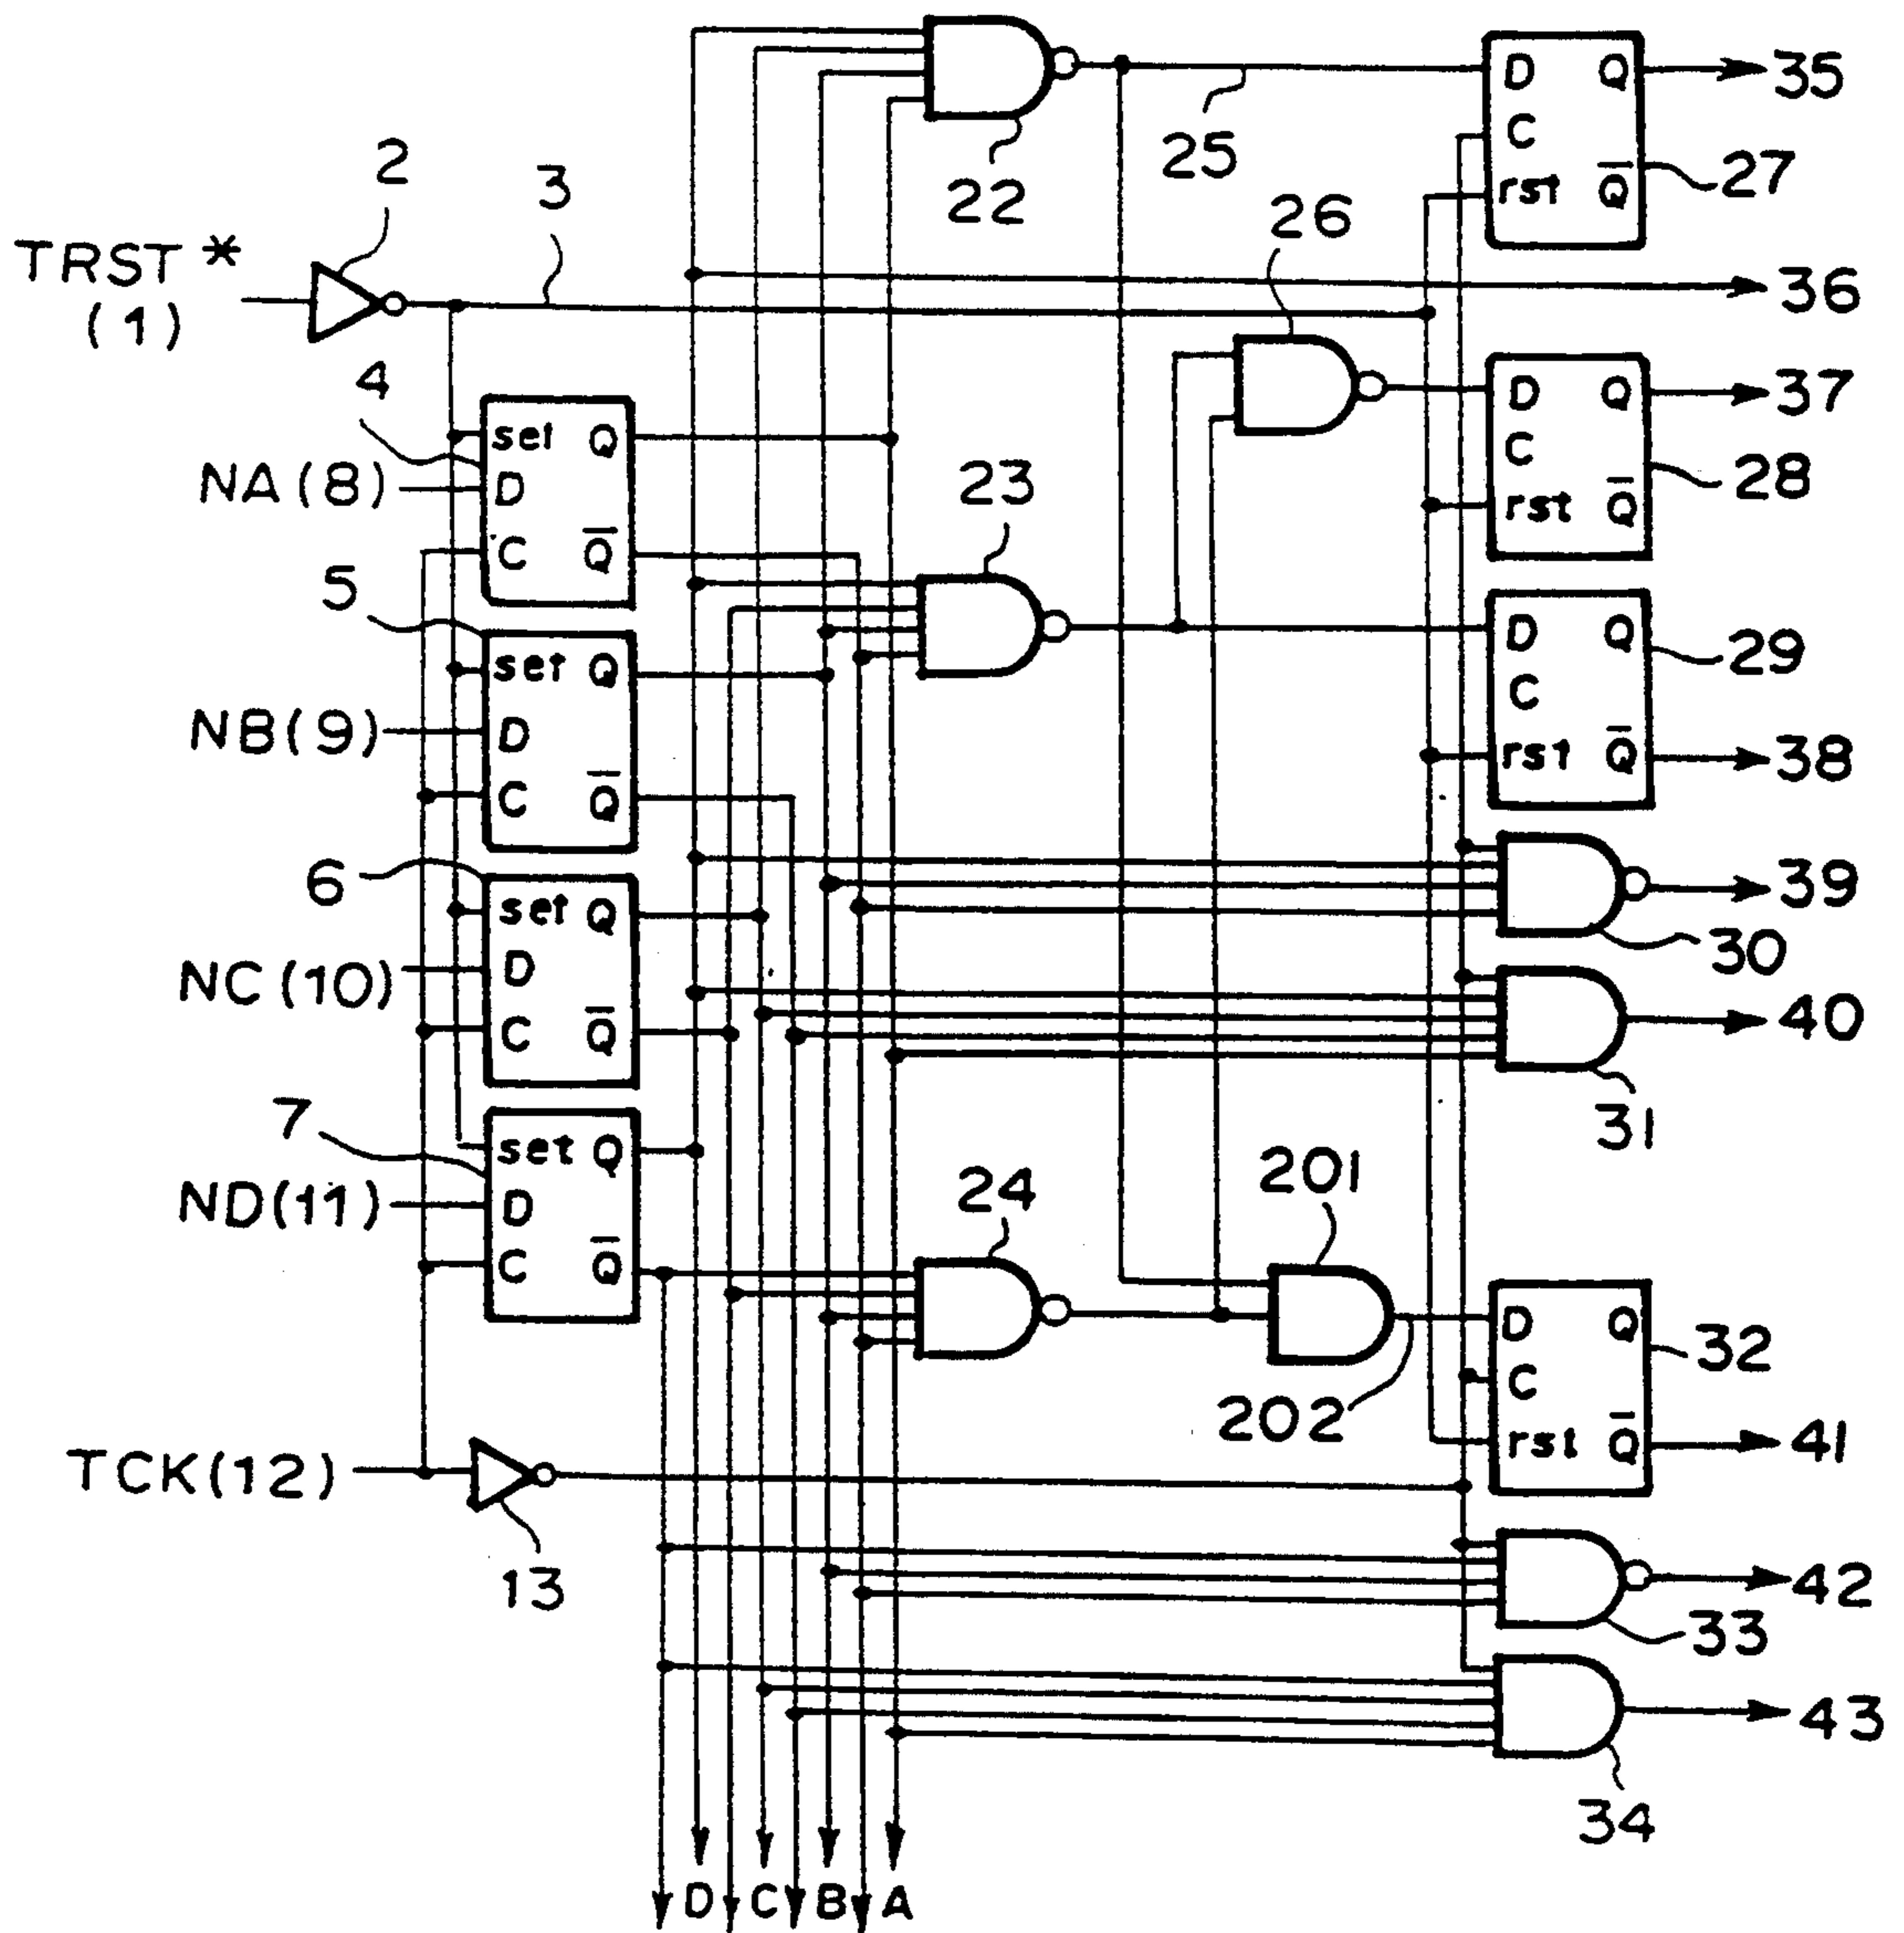 D Q
35
C
25
rst Q̅
27
22
2
3
26
TRST*
(1)
36
4
D Q
37
C
28
rst Q̅
set Q
NA(8)
D
C Q̅
23
5
D Q
29
C
rst Q̅
38
set Q
NB(9)
D
C Q̅
6
39
30
set Q
NC(10)
D
C Q̅
40
31
7
set Q
ND(11)
D
C Q̅
24
201
D Q
32
C
202
rst Q̅
41
TCK(12)
13
42
33
43
34
D C B A